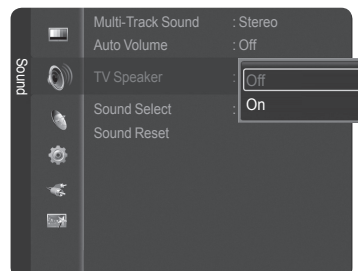 Sound
Multi-Track Sound : Stereo
Auto Volume : Off
TV Speaker : Off
On
Sound Select :
Sound Reset